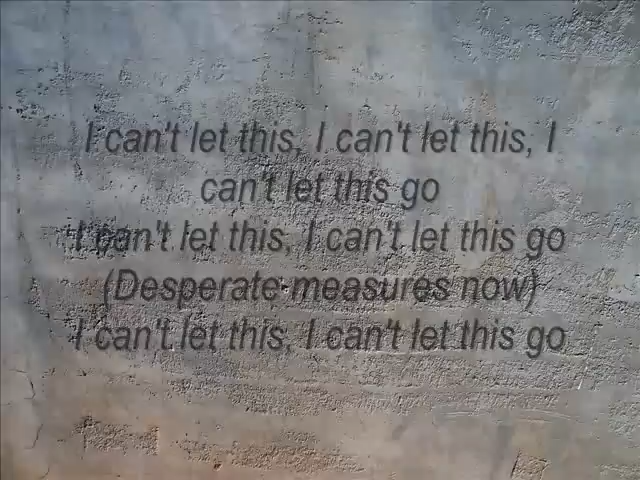 I can't let this, I can't let this, I
can't let this go
I can't let this, I can't let this go
(Desperate measures now)
I can't let this, I can't let this go